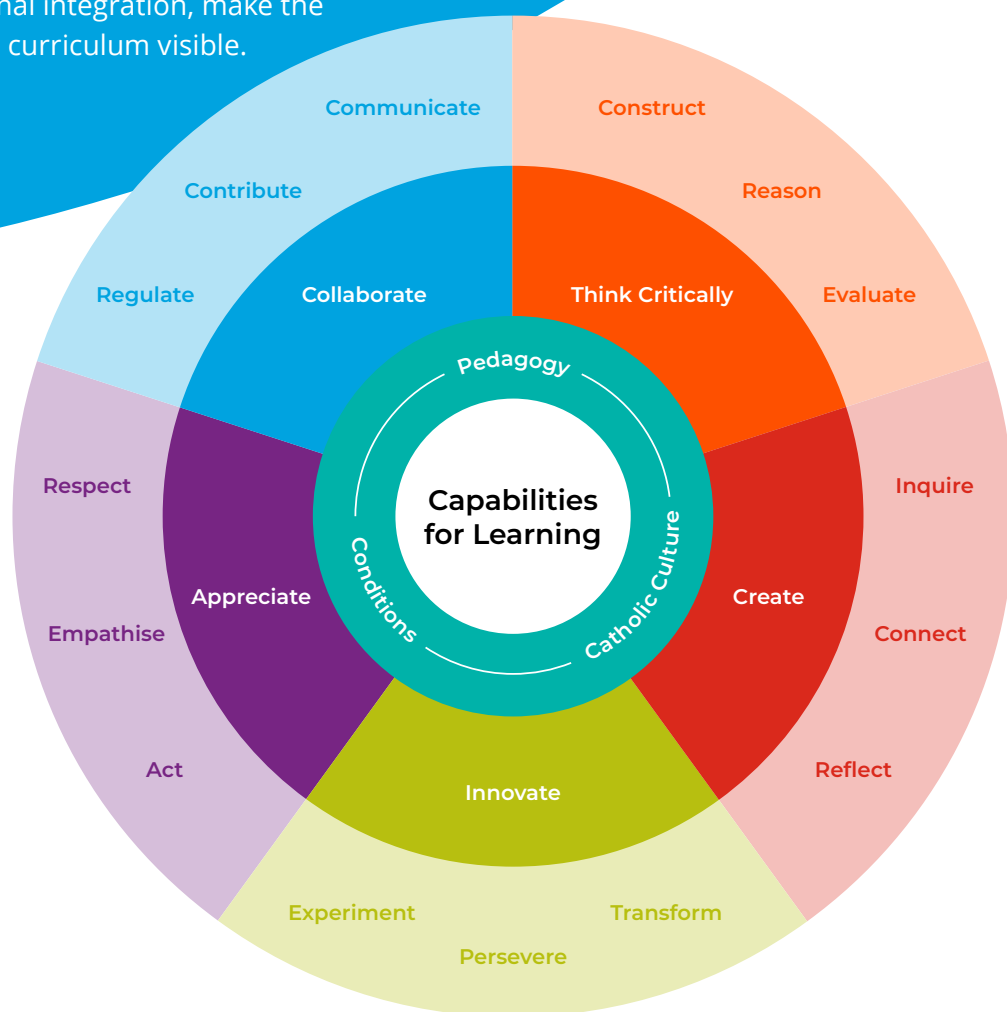 integration, make the
curriculum visible.
Communicate
Construct
Contribute
Reason
Regulate
Collaborate
Think Critically
Evaluate
Pedagogy
Respect
Inquire
Capabilities
for Learning
Conditions
Catholic Culture
Appreciate
Create
Empathise
Connect
Act
Reflect
Innovate
Experiment
Transform
Persevere